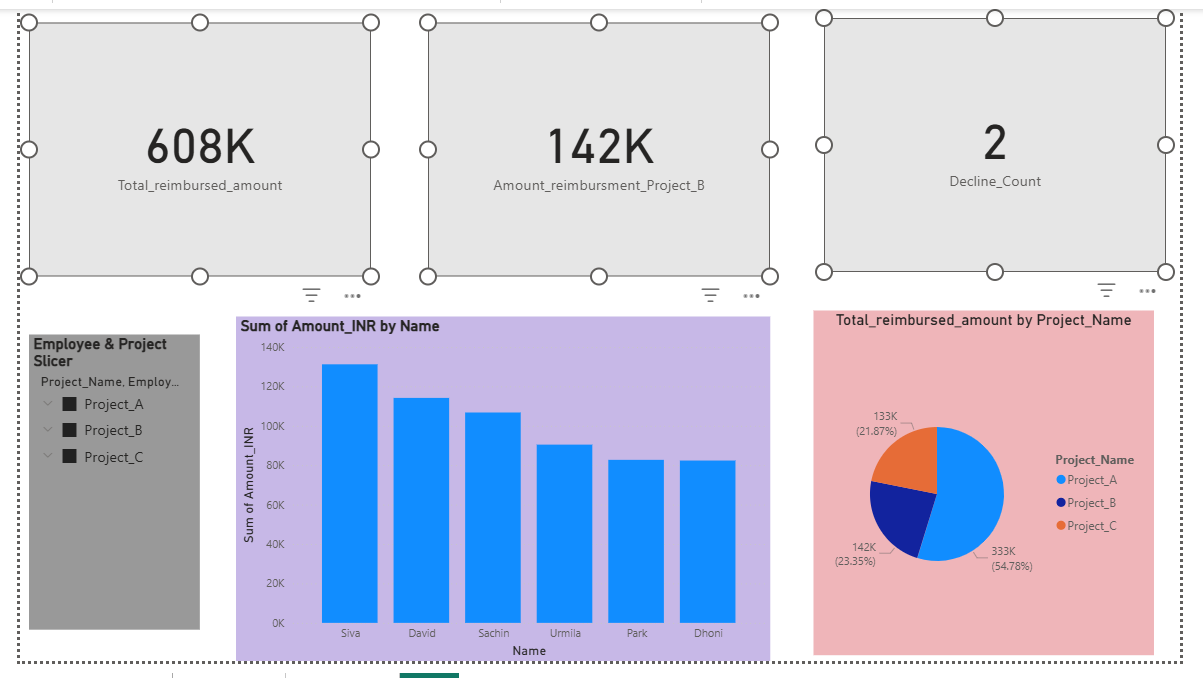 608K
Total_reimbursed_amount
142K
Amount_reimbursment_Project_B
2
Decline_Count
Employee & Project
Slicer
Project_Name, Employ...
Project_A
Project_B
Project_C
Sum of Amount_INR by Name
140K
120K
100K
80K
60K
40K
20K
0K
Sum of Amount_INR
Siva
David
Sachin
Urmila
Park
Dhoni
Name
Total_reimbursed_amount by Project_Name
133K
(21.87%)
142K
(23.35%)
333K
(54.78%)
Project_Name
Project_A
Project_B
Project_C